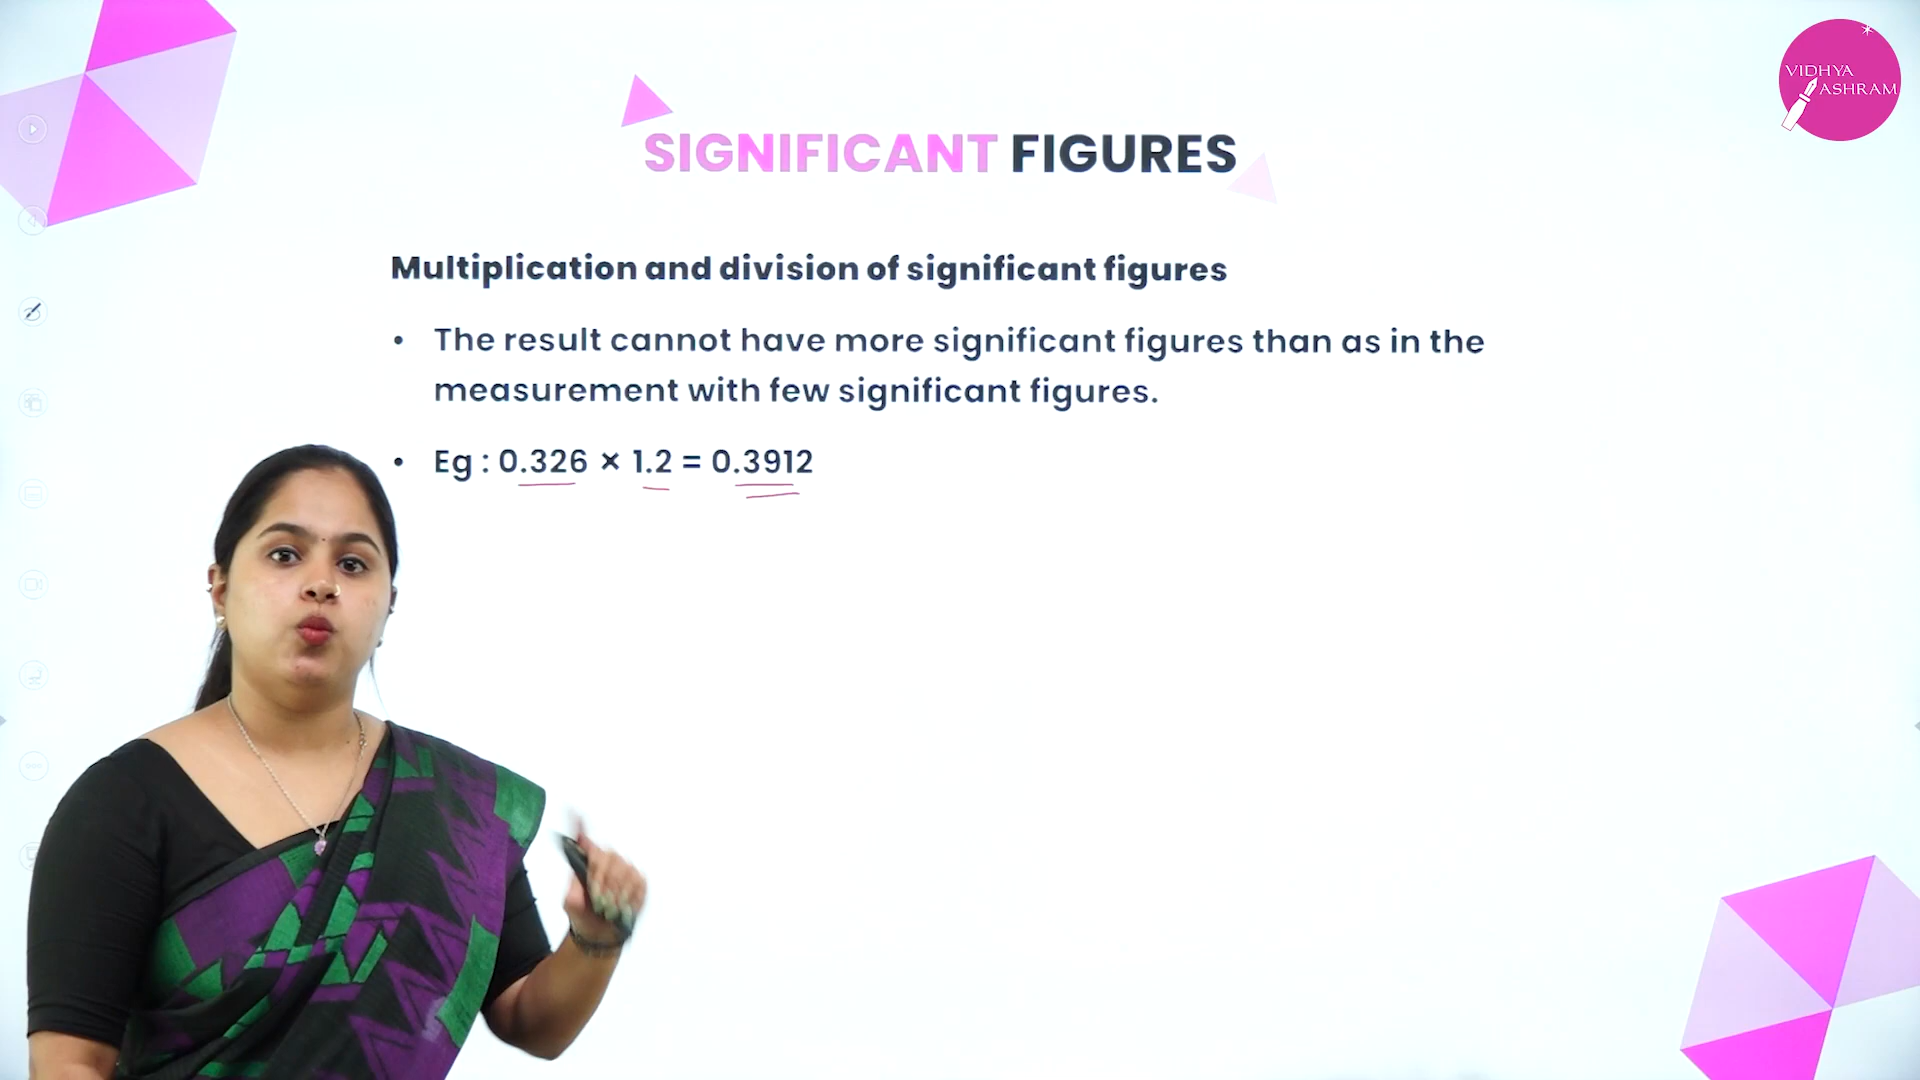 VIDHYA
ASHRAM
SIGNIFICANT FIGURES
Multiplication and division of significant figures
• The result cannot have more significant figures than as in the
measurement with few significant figures.
• Eg : 0.326 × 1.2 = 0.3912